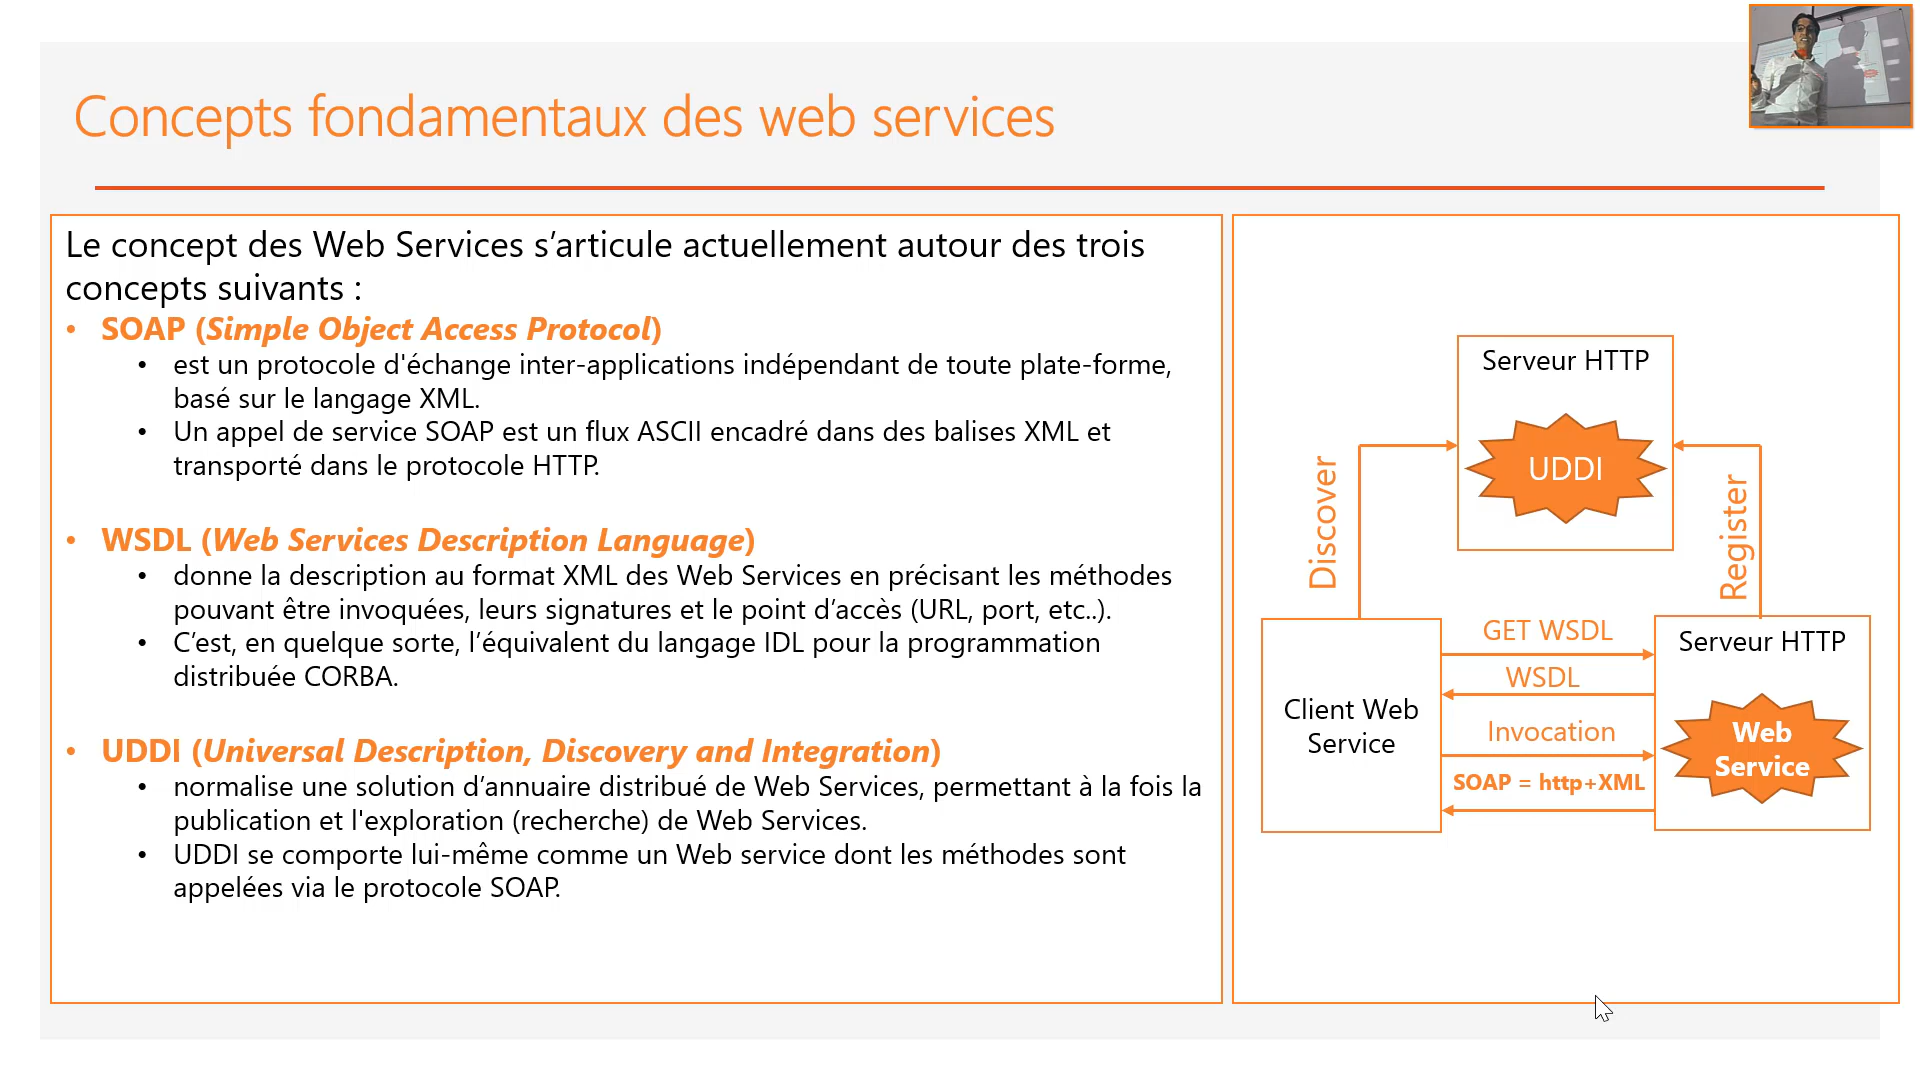 Concepts fondamentaux des web services
Le concept des Web Services s’articule actuellement autour des trois
concepts suivants :
• SOAP (Simple Object Access Protocol)
• est un protocole d'échange inter-applications indépendant de toute plate-forme,
basé sur le langage XML.
• Un appel de service SOAP est un flux ASCII encadré dans des balises XML et
transporté dans le protocole HTTP.
• WSDL (Web Services Description Language)
• donne la description au format XML des Web Services en précisant les méthodes
pouvant être invoquées, leurs signatures et le point d’accès (URL, port, etc..).
• C’est, en quelque sorte, l’équivalent du langage IDL pour la programmation
distribuée CORBA.
• UDDI (Universal Description, Discovery and Integration)
• normalise une solution d’annuaire distribué de Web Services, permettant à la fois la
publication et l'exploration (recherche) de Web Services.
• UDDI se comporte lui-même comme un Web service dont les méthodes sont
appelées via le protocole SOAP.
Serveur HTTP
UDDI
Discover
Register
GET WSDL
WSDL
Invocation
SOAP = http+XML
Client Web
Service
Serveur HTTP
Web
Service